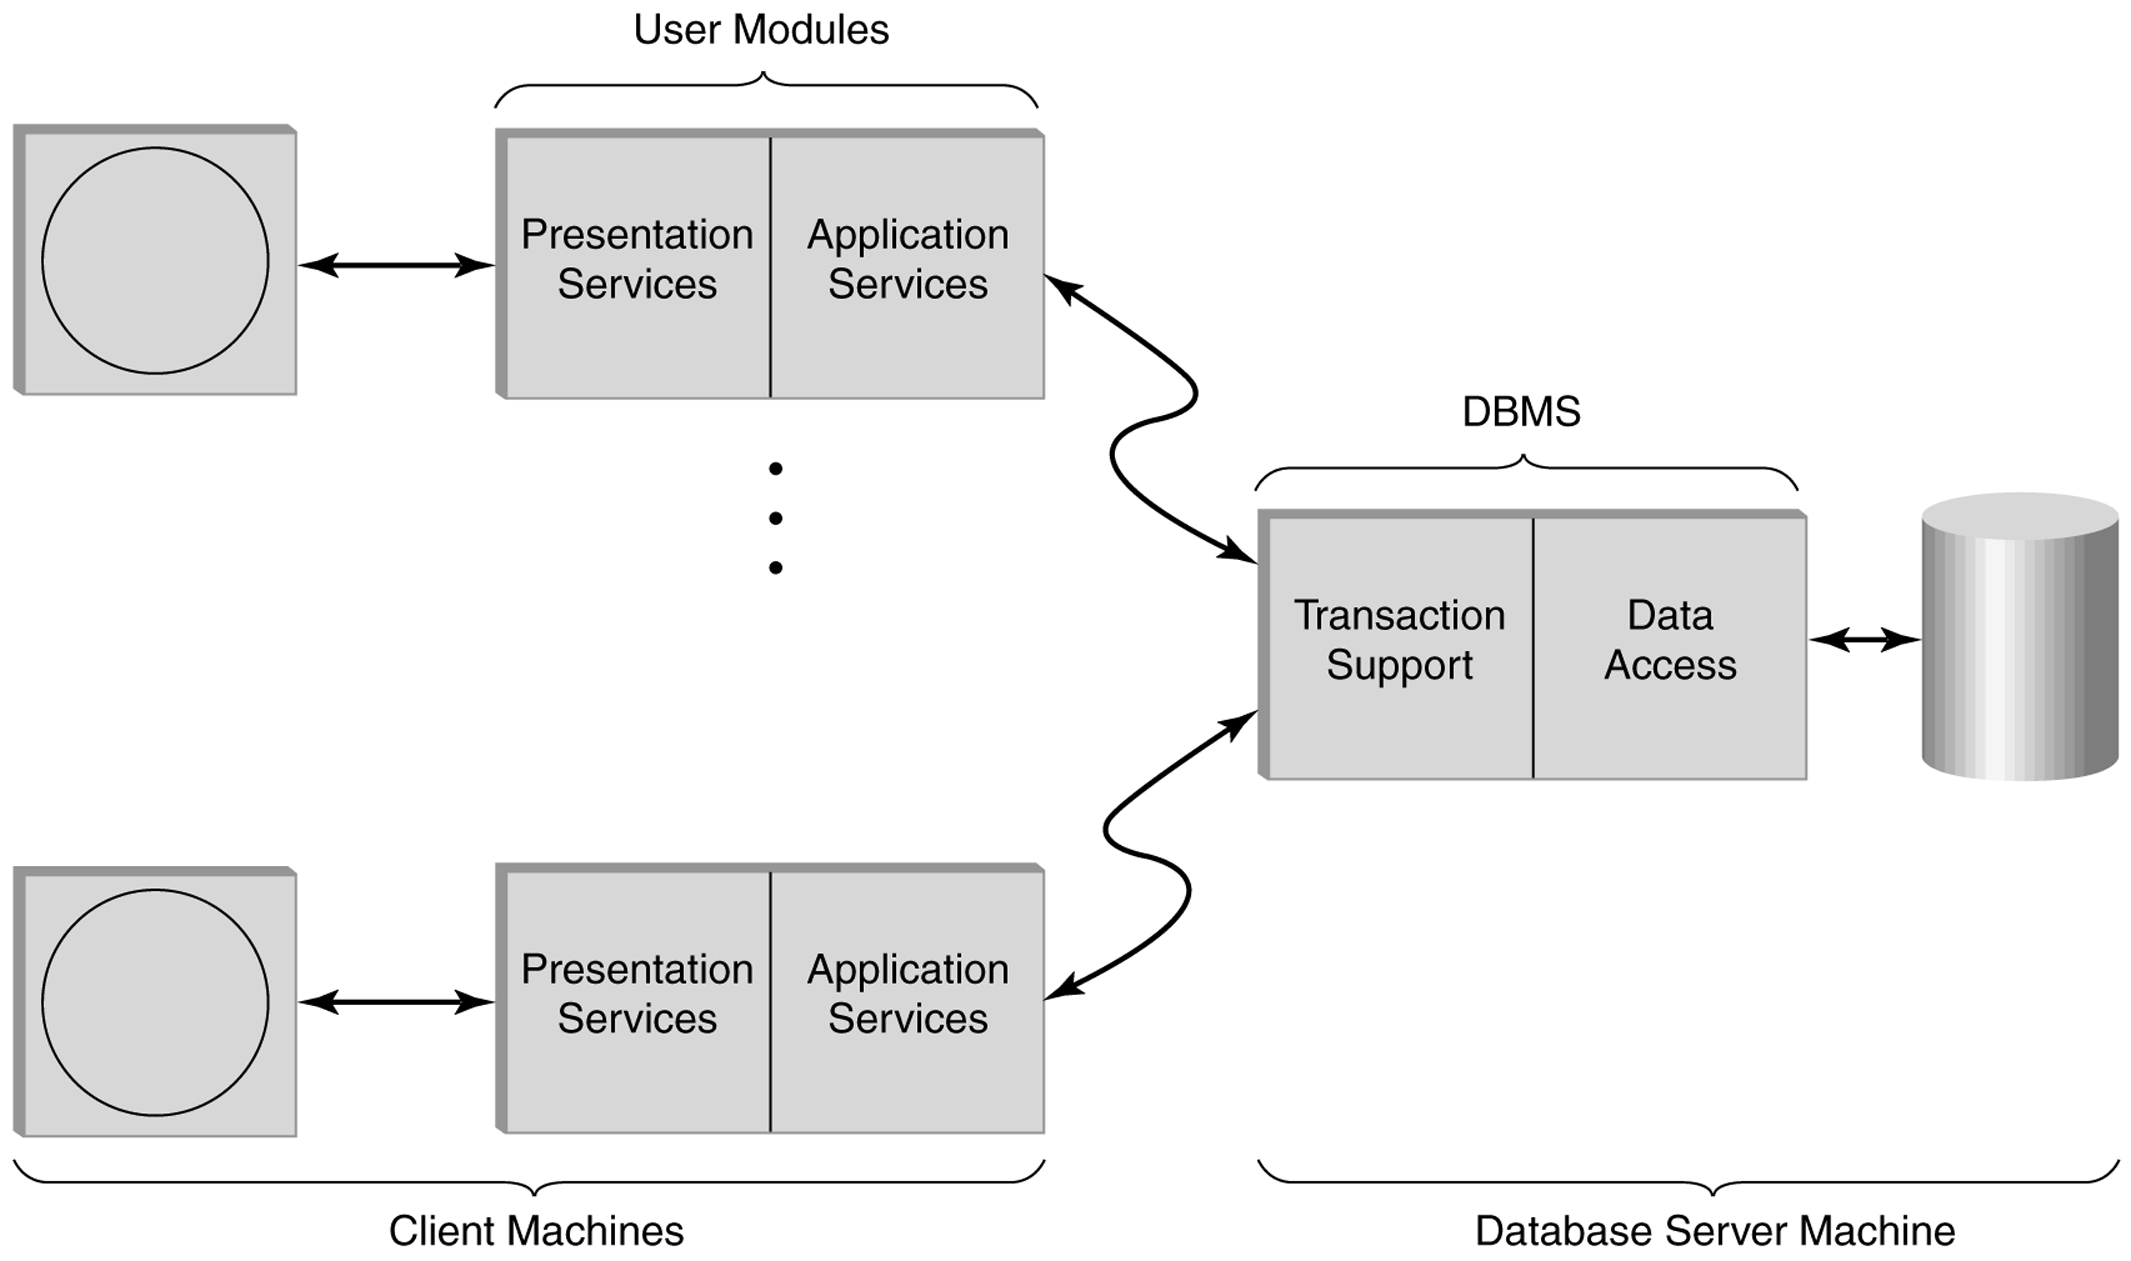 User Modules
Presentation
Services
Application
Services
DBMS
Transaction
Support
Data
Access
Presentation
Services
Application
Services
Client Machines
Database Server Machine